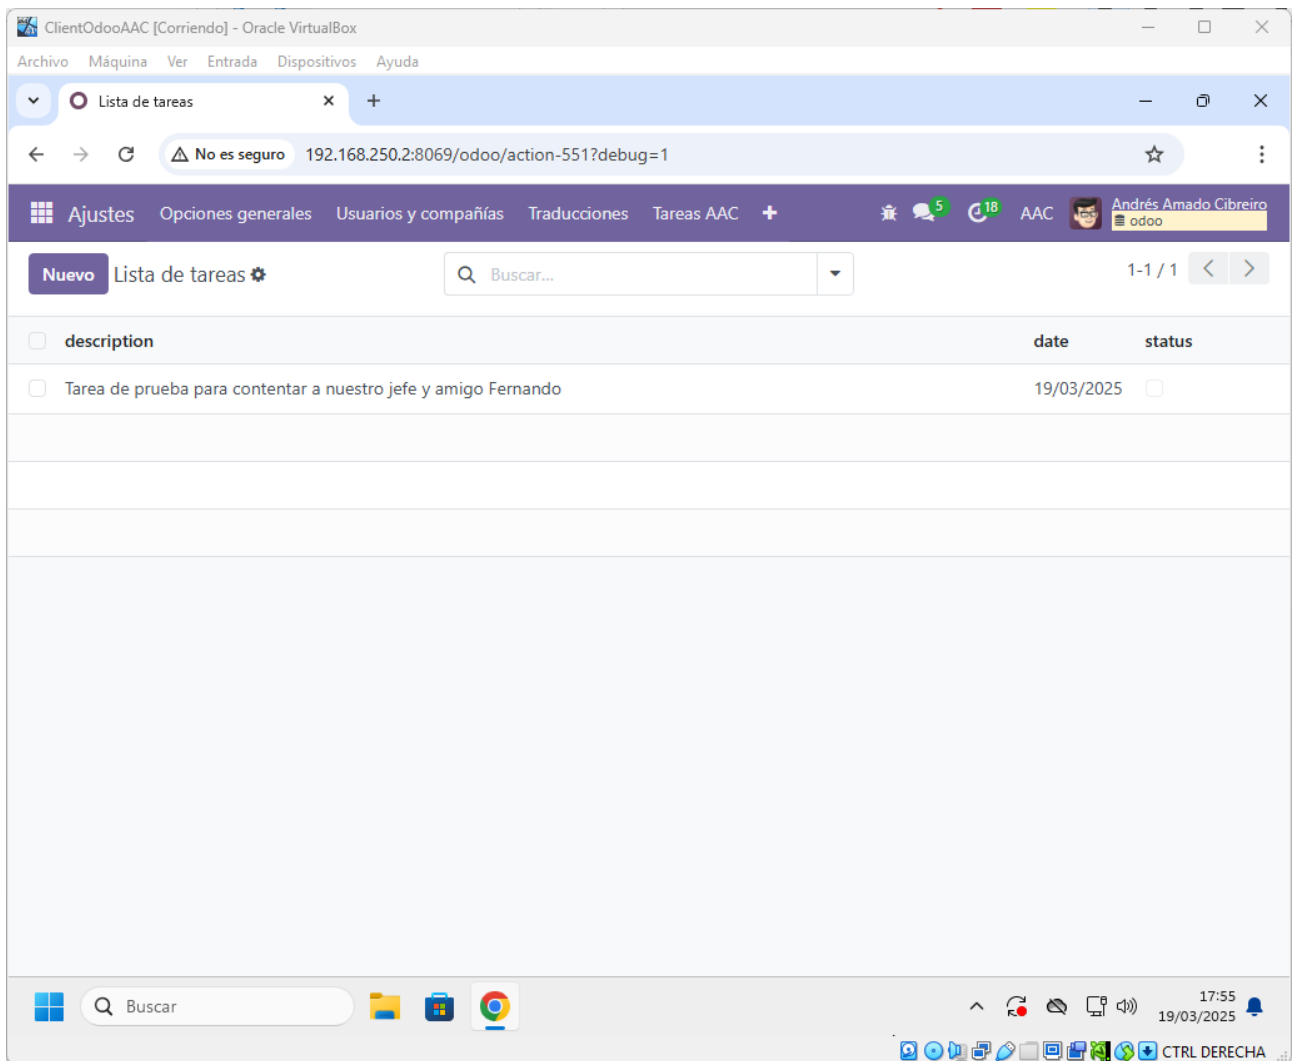 ClientOdooAAC [Corriendo] - Oracle VirtualBox
Archivo Máquina Ver Entrada Dispositivos Ayuda
Lista de tareas
No es seguro 192.168.250.2:8069/odoo/action-551?debug=1
Ajustes Opciones generales Usuarios y compañías Traducciones Tareas AAC 5 18 AAC Andrés Amado Cibreiro
odoo
Nuevo Lista de tareas Buscar... 1-1 / 1
description date status
Tarea de prueba para contentar a nuestro jefe y amigo Fernando 19/03/2025
Buscar 17:55
19/03/2025
CTRL DERECHA